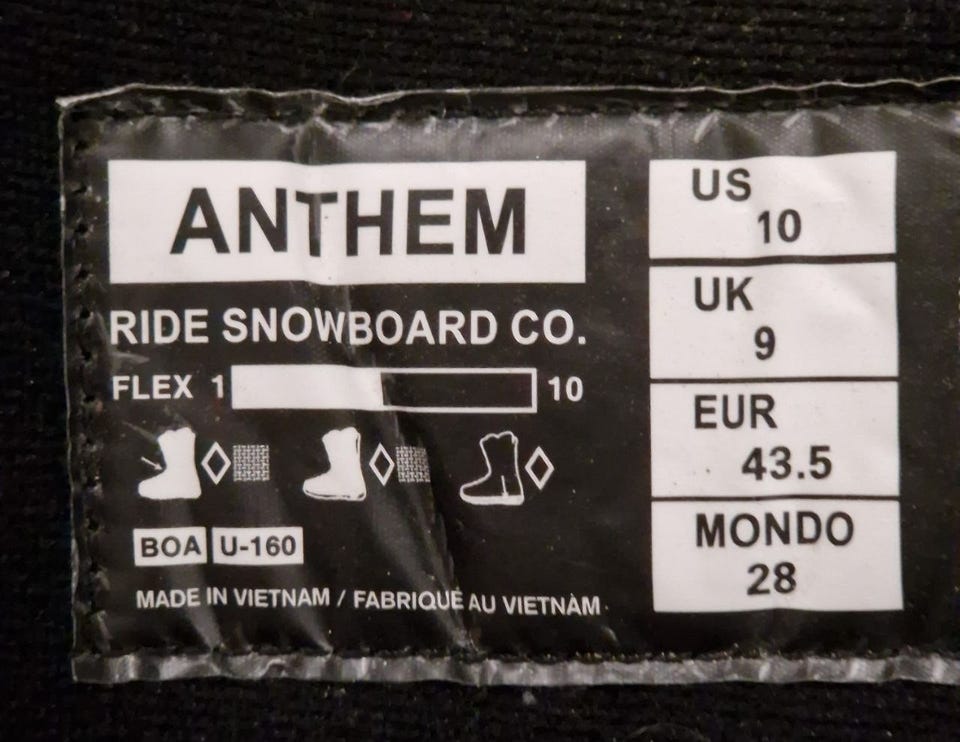 ANTHEM
RIDE SNOWBOARD CO.
FLEX 1 10
BOA U-160
MADE IN VIETNAM / FABRIQUÉ AU VIETNÀM
US
10
UK
9
EUR
43.5
MONDO
28